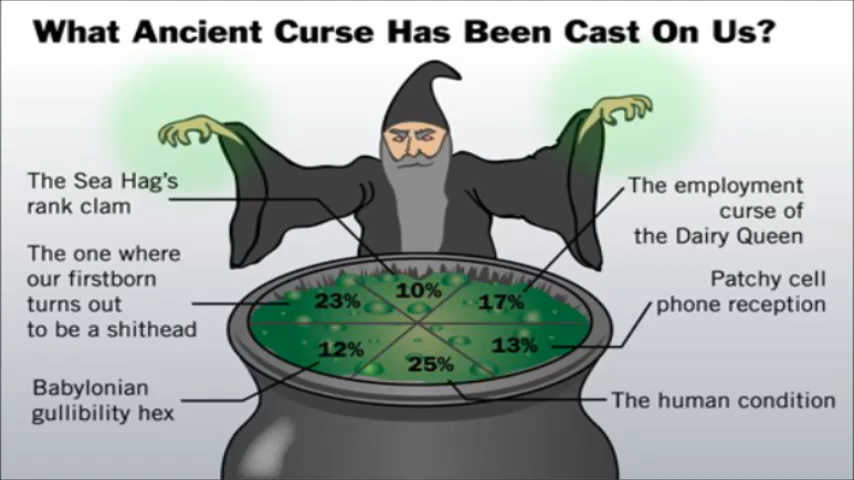 What Ancient Curse Has Been Cast On Us?
The Sea Hag's
rank clam
The one where
our firstborn
turns out
to be a shithead
Babylonian
gullibility hex
The employment
curse of
the Dairy Queen
Patchy cell
phone reception
The human condition
23%
10%
17%
12%
25%
13%